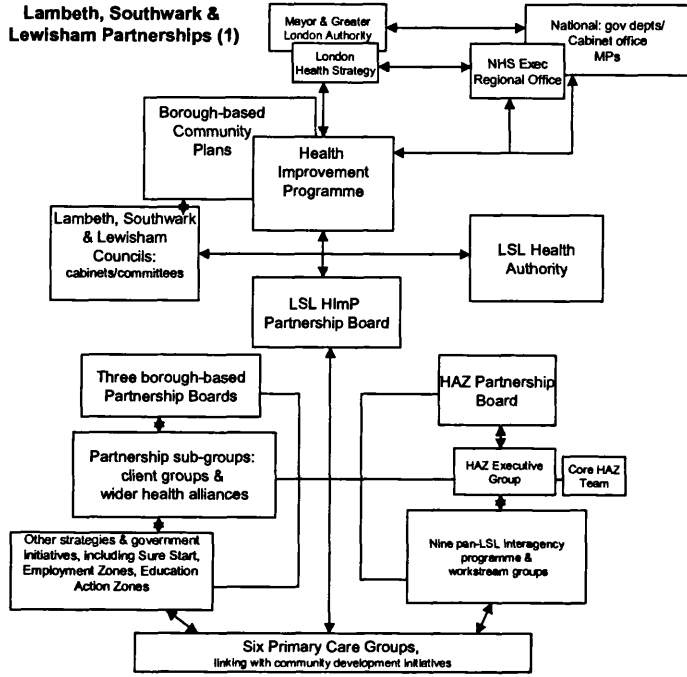 Lambeth, Southwark &
Lewisham Partnerships (1)
Mayor & Greater
London Authority
London
Health Strategy
National: gov depts/
Cabinet office
MPs
NHS Exec
Regional Office
Borough-based
Community
Plans
Health
Improvement
Programme
Lambeth, Southwark
& Lewisham
Councils:
cabinets/committees
LSL Health
Authority
LSL HImP
Partnership Board
Three borough-based
Partnership Boards
HAZ Partnership
Board
Partnership sub-groups:
client groups &
wider health alliances
HAZ Executive
Group
Core HAZ
Team
Other strategies & government
initiatives, including Sure Start,
Employment Zones, Education
Action Zones
Nine pan-LSL interagency
programme &
workstream groups
Six Primary Care Groups,
linking with community development initiatives